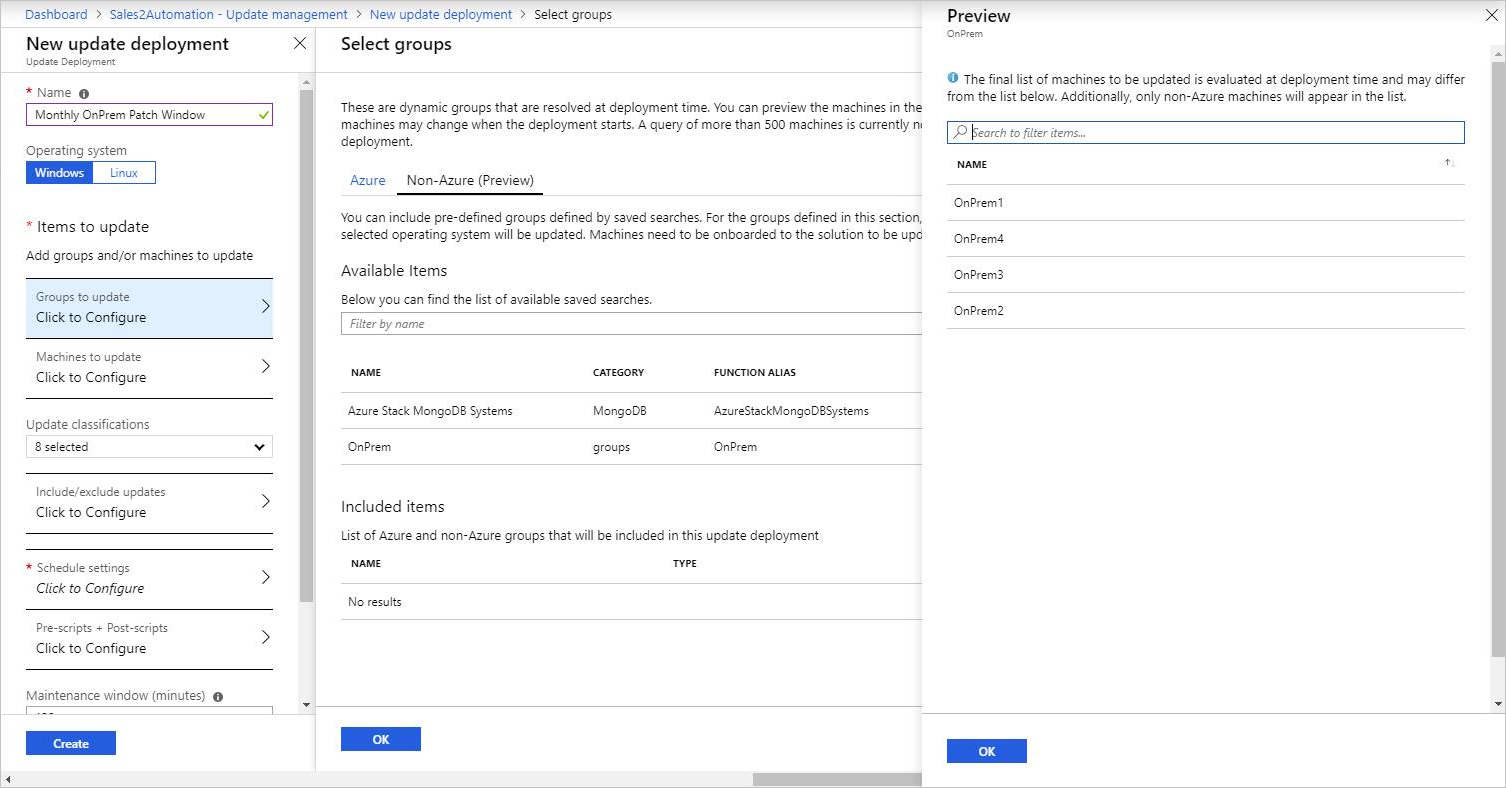 Dashboard > Sales2Automation - Update management > New update deployment > Select groups
New update deployment
Update Deployment
* Name
Monthly OnPrem Patch Window
Operating system
Windows Linux
* Items to update
Add groups and/or machines to update
Groups to update
Click to Configure
Machines to update
Click to Configure
Update classifications
8 selected
Include/exclude updates
Click to Configure
* Schedule settings
Click to Configure
Pre-scripts + Post-scripts
Click to Configure
Maintenance window (minutes)
Create
Select groups
These are dynamic groups that are resolved at deployment time. You can preview the machines in the
machines may change when the deployment starts. A query of more than 500 machines is currently
deployment.
Azure Non-Azure (Preview)
You can include pre-defined groups defined by saved searches. For the groups defined in this section,
selected operating system will be updated. Machines need to be onboarded to the solution to be
Available Items
Below you can find the list of available saved searches.
Filter by name
NAME CATEGORY FUNCTION ALIAS
Azure Stack MongoDB Systems MongoDB AzureStackMongoDBSystems
OnPrem groups OnPrem
Included items
List of Azure and non-Azure groups that will be included in this update deployment
NAME TYPE
No results
OK
Preview
OnPrem
The final list of machines to be updated is evaluated at deployment time and may differ
from the list below. Additionally, only non-Azure machines will appear in the list.
Search to filter items...
NAME
OnPrem1
OnPrem4
OnPrem3
OnPrem2
OK